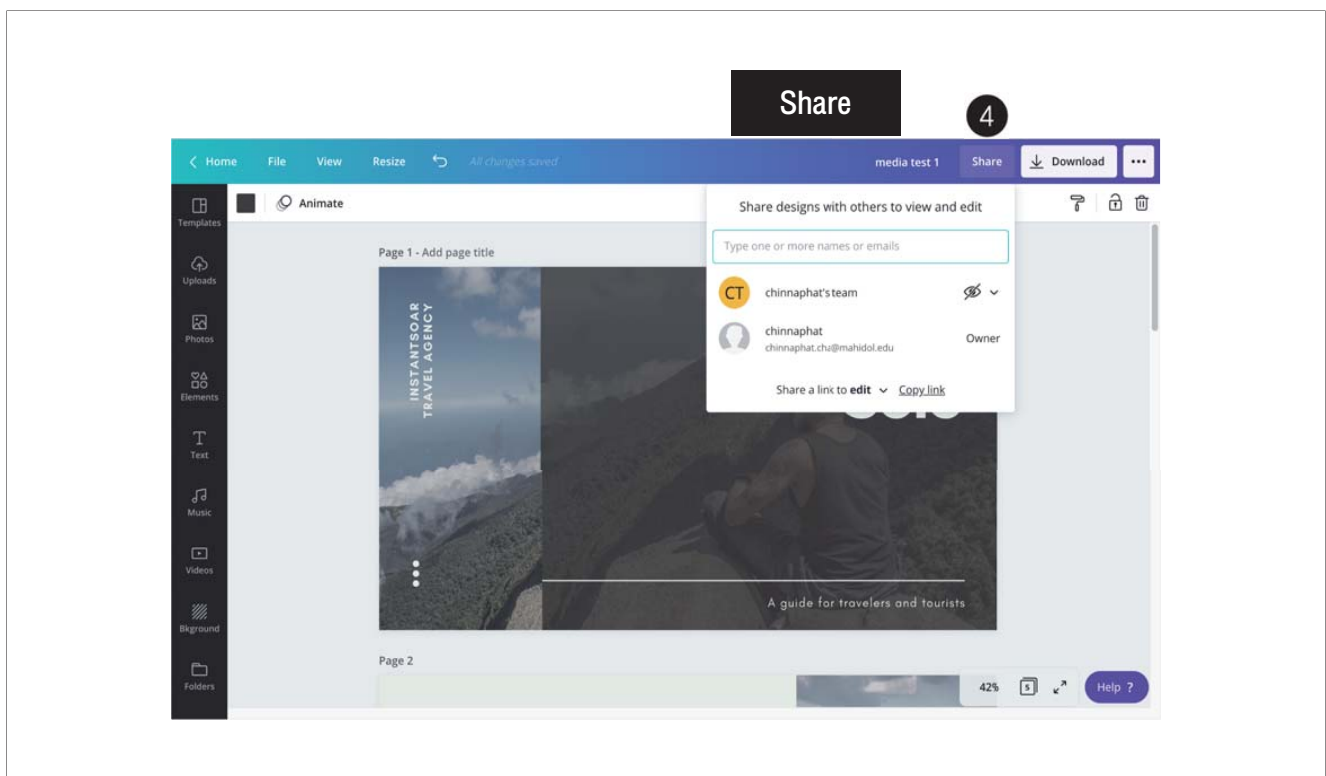 Share
4
Home File View Resize All changes saved media test 1 Share Download
Animate
Share designs with others to view and edit
Type one or more names or emails
CT chinnaphat's team
chinnaphat
chinnaphat.chu@mahidol.edu
Owner
Share a link to edit Copy link
Templates
Uploads
Photos
Elements
Text
Music
Videos
Bkground
Folders
Page 1 - Add page title
INSTANTSOAR
TRAVEL AGENCY
A guide for travelers and tourists
Page 2
42% 5 Help ?